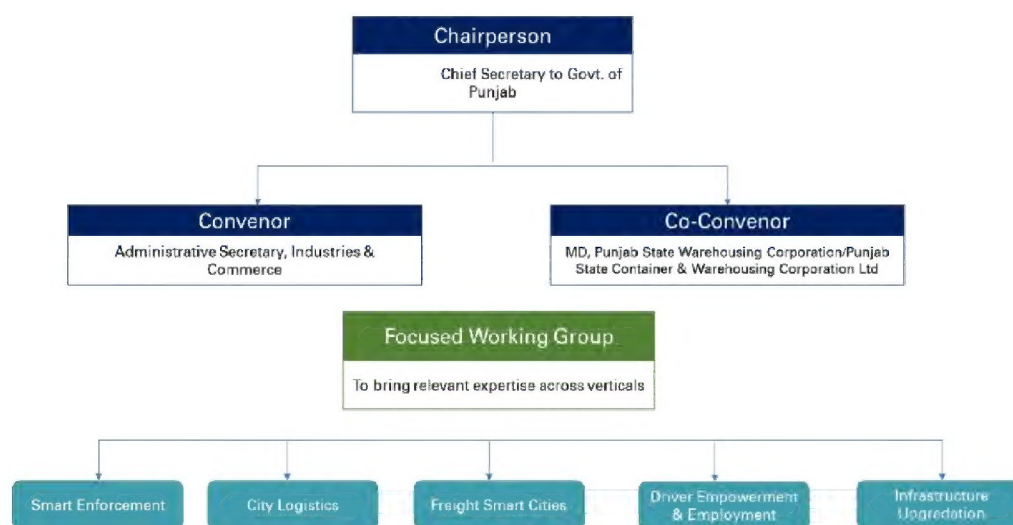 Chairperson
Chief Secretary to Govt. of
Punjab
Convenor
Administrative Secretary, Industries &
Commerce
Co-Convenor
MD, Punjab State Warehousing Corporation/Punjab
State Container & Warehousing Corporation Ltd
Focused Working Group
To bring relevant expertise across verticals
Smart Enforcement
City Logistics
Freight Smart Cities
Driver Empowerment
& Employment
Infrastructure
Upgredation